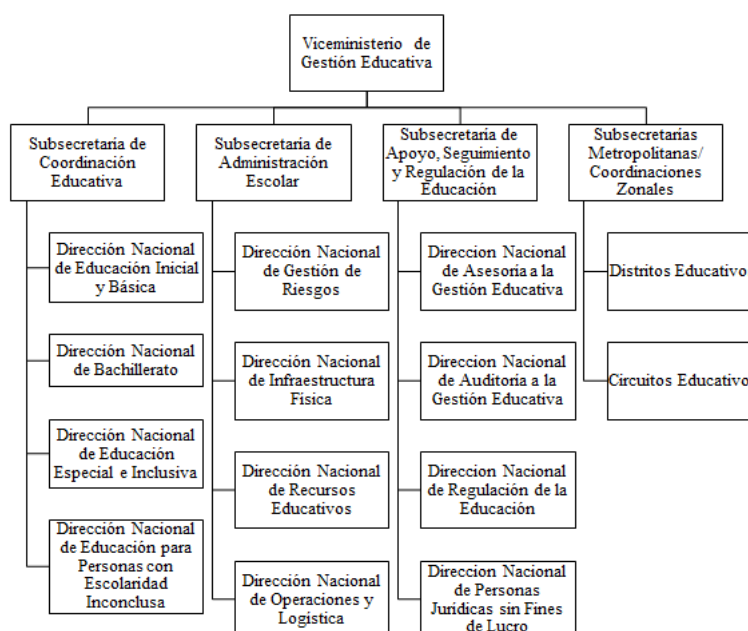 Viceministerio de
Gestión Educativa
Subsecretaría de
Coordinación
Educativa
Subsecretaría de
Administración
Escolar
Subsecretaría de
Apoyo, Seguimiento
y Regulación de la
Educación
Subsecretarias
Metropolitanas/
Coordinaciones
Zonales
Dirección Nacional
de Educación Inicial
y Básica
Dirección Nacional
de Bachillerato
Dirección Nacional
de Educación
Especial e Inclusiva
Dirección Nacional
de Educación para
Personas con
Escolaridad
Inconclusa
Dirección Nacional
de Gestión de
Riesgos
Dirección Nacional
de Infraestructura
Física
Dirección Nacional
de Recursos
Educativos
Dirección Nacional
de Operaciones y
Logística
Direccion Nacional
de Asesoría a la
Gestión Educativa
Direccion Nacional
de Auditoría a la
Gestión Educativa
Direccion Nacional
de Regulación de la
Educación
Direccion Nacional
de Personas
Jurídicas sin Fines
de Lucro
Distritos Educativo
Circuitos Educativo